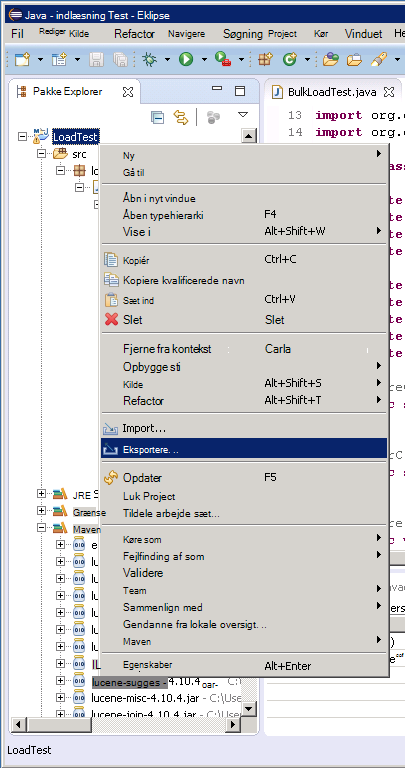 Java - indlæsning Test - Eklipse
Fil Rediger Kilde Refactor Navigere Søgning Project Kør Vinduet He
Pakke Explorer
BulkLoadTest.java
13 import org.
14 import org.
LoadTest
src
lo
Ny
Gå til
Åbn i nyt vindue
Åben typehierarki F4
Vise i Alt+Shift+W
Kopiér Ctrl+C
Kopiere kvalificerede navn
Sæt ind Ctrl+V
Slet Slet
Fjerne fra kontekst Carla
Opbygge sti
Kilde Alt+Shift+S
Refactor Alt+Shift+T
Import...
Eksportere...
Opdater F5
Luk Project
Tildele arbejde sæt...
Køre som
Fejlfinding af som
Validere
Team
Sammenlign med
Gendanne fra lokale oversigt...
Maven
Egenskaber Alt+Enter
JRE S
Grænse
Maven
lucene-sugges - 4.10.4oar- C:\User
lucene-misc-4.10.4.jar - C:\Users
lucene-join-4.10.4.jar - C:\Users
LoadTest